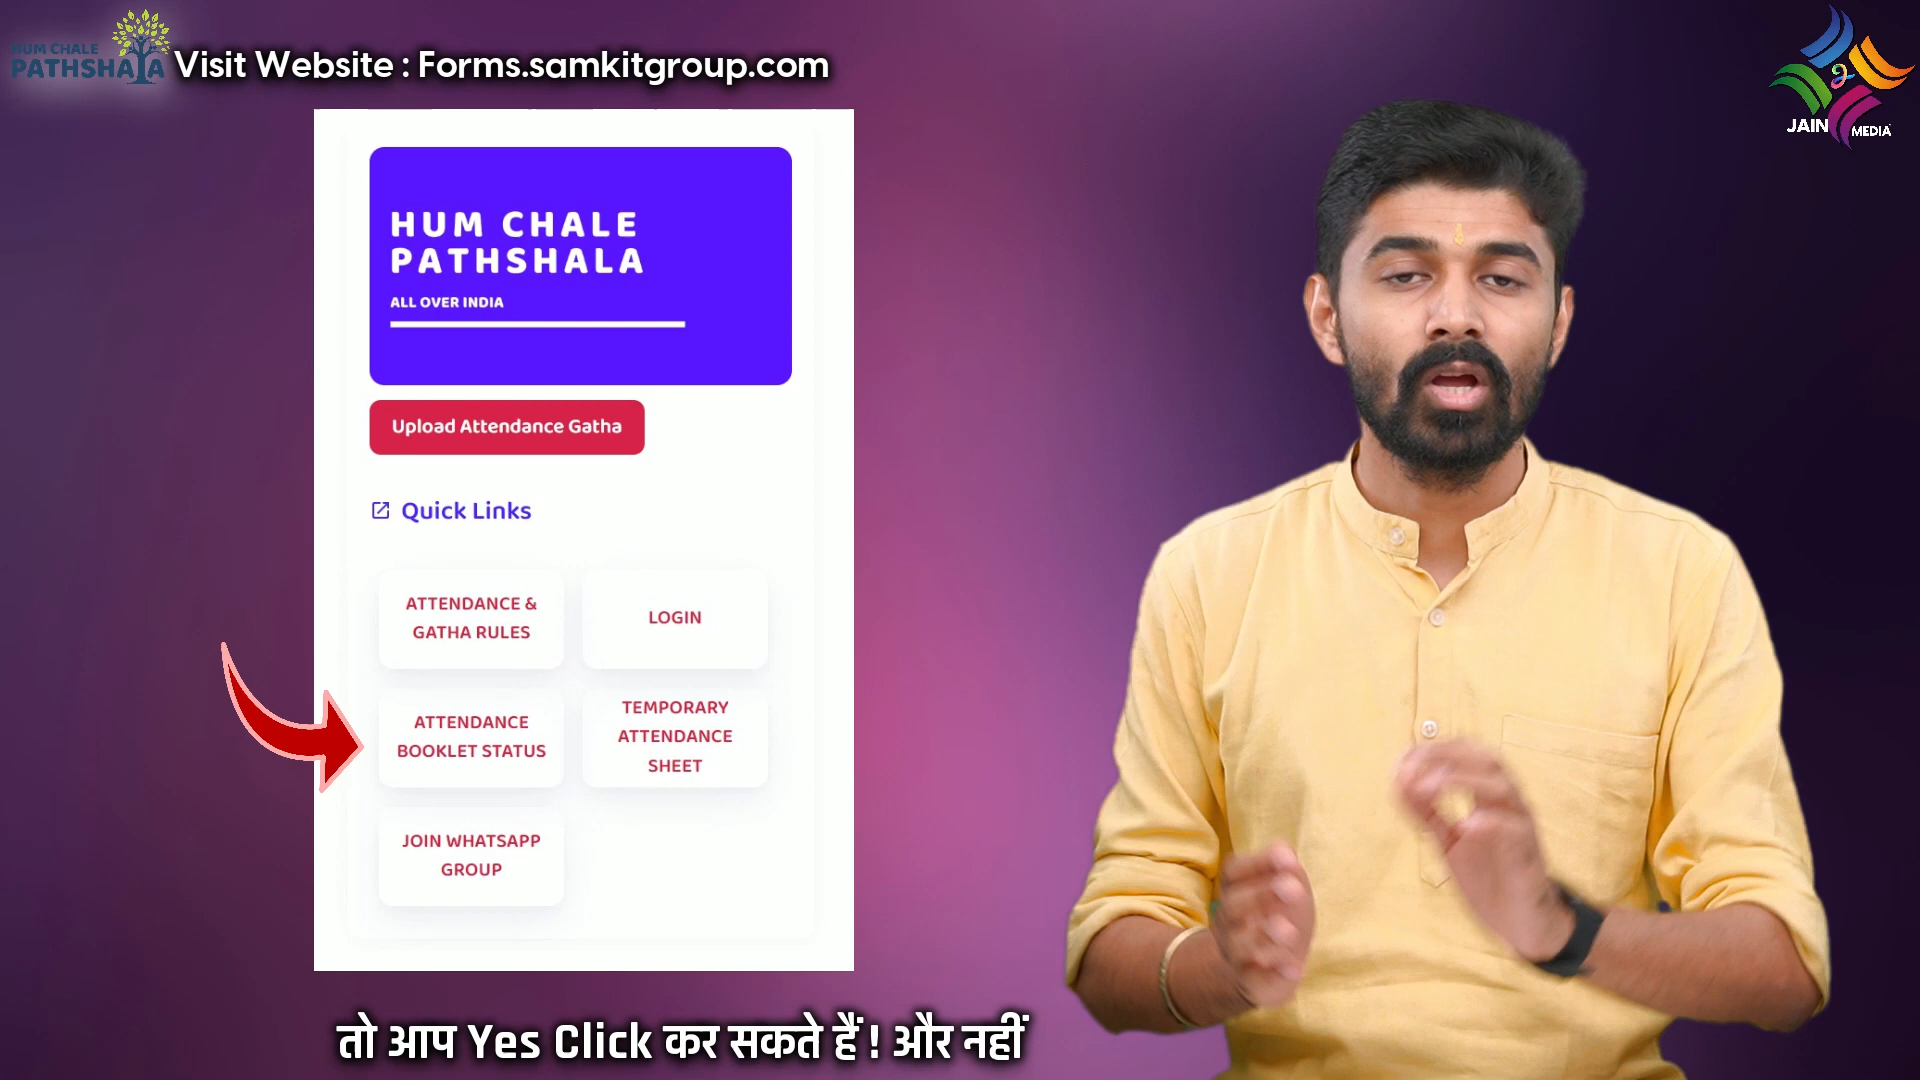 HUM CHALE
PATHSHALA
Visit Website : Forms.samkitgroup.com
JAIN MEDIA
HUM CHALE
PATHSHALA
ALL OVER INDIA
Upload Attendance Gatha
Quick Links
ATTENDANCE &
GATHA RULES
LOGIN
ATTENDANCE
BOOKLET STATUS
TEMPORARY
ATTENDANCE
SHEET
JOIN WHATSAPP
GROUP
तो आप Yes Click कर सकते हैं ! और नहीं